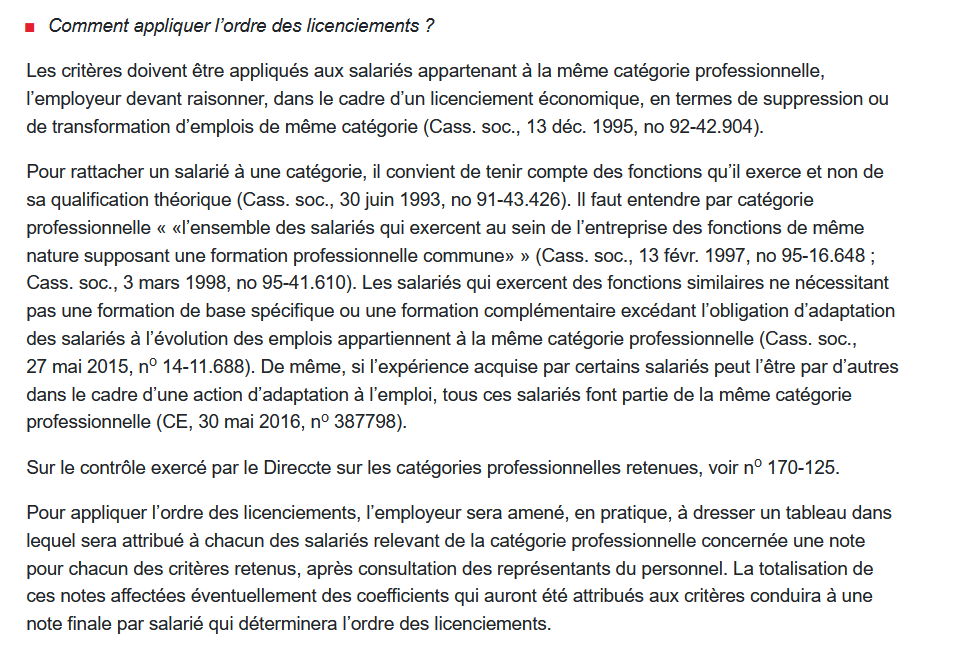 Comment appliquer l’ordre des licenciements ?
Les critères doivent être appliqués aux salariés appartenant à la même catégorie professionnelle,
l’employeur devant raisonner, dans le cadre d’un licenciement économique, en termes de suppression ou
de transformation d’emplois de même catégorie (Cass. soc., 13 déc. 1995, no 92-42.904).
Pour rattacher un salarié à une catégorie, il convient de tenir compte des fonctions qu’il exerce et non de
sa qualification théorique (Cass. soc., 30 juin 1993, no 91-43.426). Il faut entendre par catégorie
professionnelle « «l’ensemble des salariés qui exercent au sein de l’entreprise des fonctions de même
nature supposant une formation professionnelle commune» » (Cass. soc., 13 févr. 1997, no 95-16.648 ;
Cass. soc., 3 mars 1998, no 95-41.610). Les salariés qui exercent des fonctions similaires ne nécessitant
pas une formation de base spécifique ou une formation complémentaire excédant l’obligation d’adaptation
des salariés à l’évolution des emplois appartiennent à la même catégorie professionnelle (Cass. soc.,
27 mai 2015, nº 14-11.688). De même, si l’expérience acquise par certains salariés peut l’être par d’autres
dans le cadre d’une action d’adaptation à l’emploi, tous ces salariés font partie de la même catégorie
professionnelle (CE, 30 mai 2016, nº 387798).
Sur le contrôle exercé par le Direccte sur les catégories professionnelles retenues, voir nº 170-125.
Pour appliquer l’ordre des licenciements, l’employeur sera amené, en pratique, à dresser un tableau dans
lequel sera attribué à chacun des salariés relevant de la catégorie professionnelle concernée une note
pour chacun des critères retenus, après consultation des représentants du personnel. La totalisation de
ces notes affectées éventuellement des coefficients qui auront été attribués aux critères conduira à une
note finale par salarié qui déterminera l’ordre des licenciements.